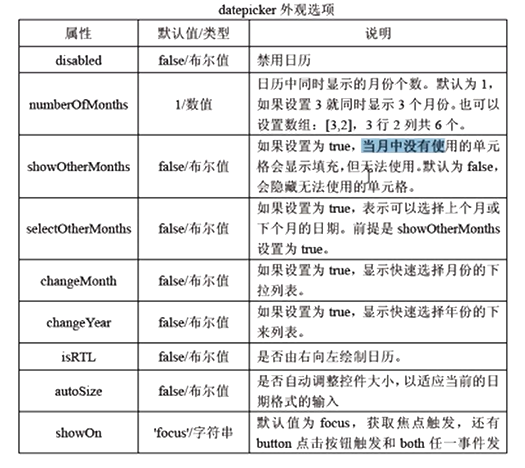 datepicker 外观选项
属性 默认值/类型 说明
disabled false/布尔值 禁用日历
日历中同时显示的月份个数。默认为 1，
numberOfMonths 1/数值 如果设置 3 就同时显示 3 个月份。也可以
设置数组：[3,2]，3 行 2 列共 6 个。
如果设置为 true，当月中没有使用的单元
showOtherMonths false/布尔值 格会显示填充，但无法使用。默认为 false，
会隐藏无法使用的单元格。
如果设置为 true，表示可以选择上个月或
selectOtherMonths false/布尔值 下个月的日期。前提是 showOtherMonths
设置为 true。
changeMonth false/布尔值 如果设置为 true，显示快速选择月份的下
拉列表。
changeYear false/布尔值 如果设置为 true，显示快速选择年份的下
来列表。
isRTL false/布尔值 是否由右向左绘制日历。
autoSize false/布尔值 是否自动调整控件大小，以适应当前的日
期格式的输入
showOn 'focus'/字符串 默认值为 focus，获取焦点触发，还有
button 点击按钮触发和 both 任一事件发